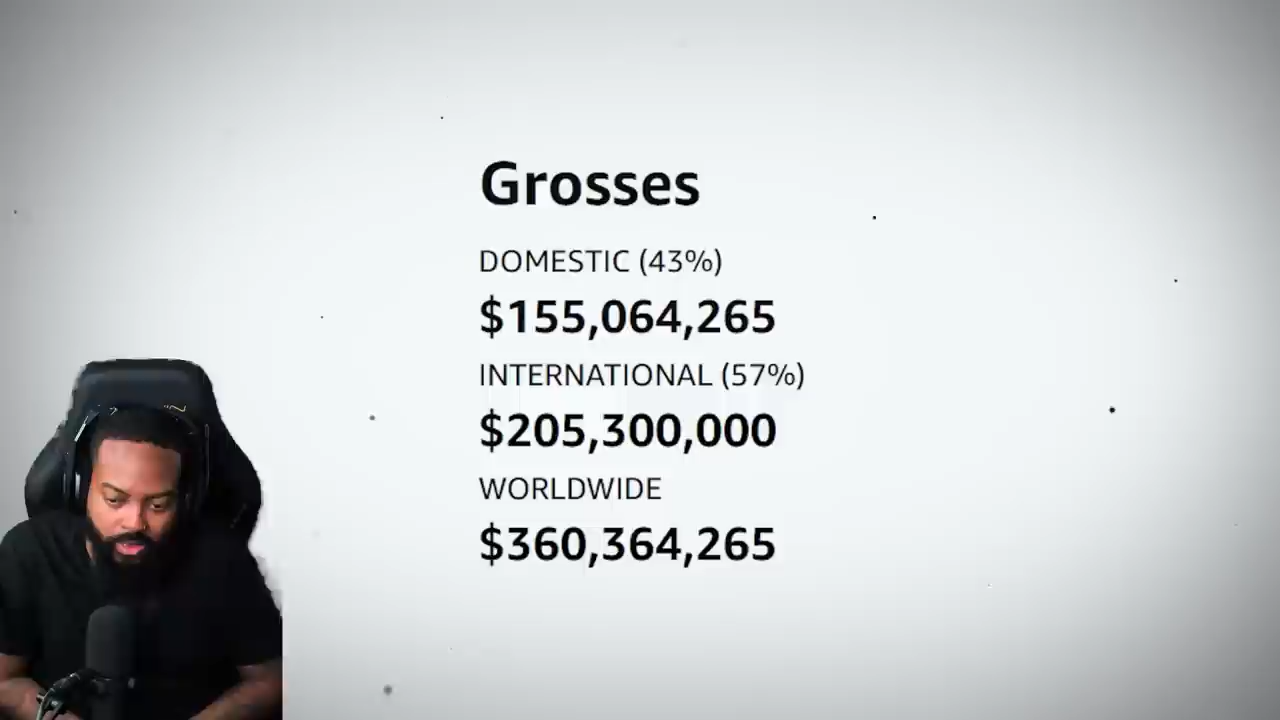 Grosses
DOMESTIC (43%)
$155,064,265
INTERNATIONAL (57%)
$205,300,000
WORLDWIDE
$360,364,265